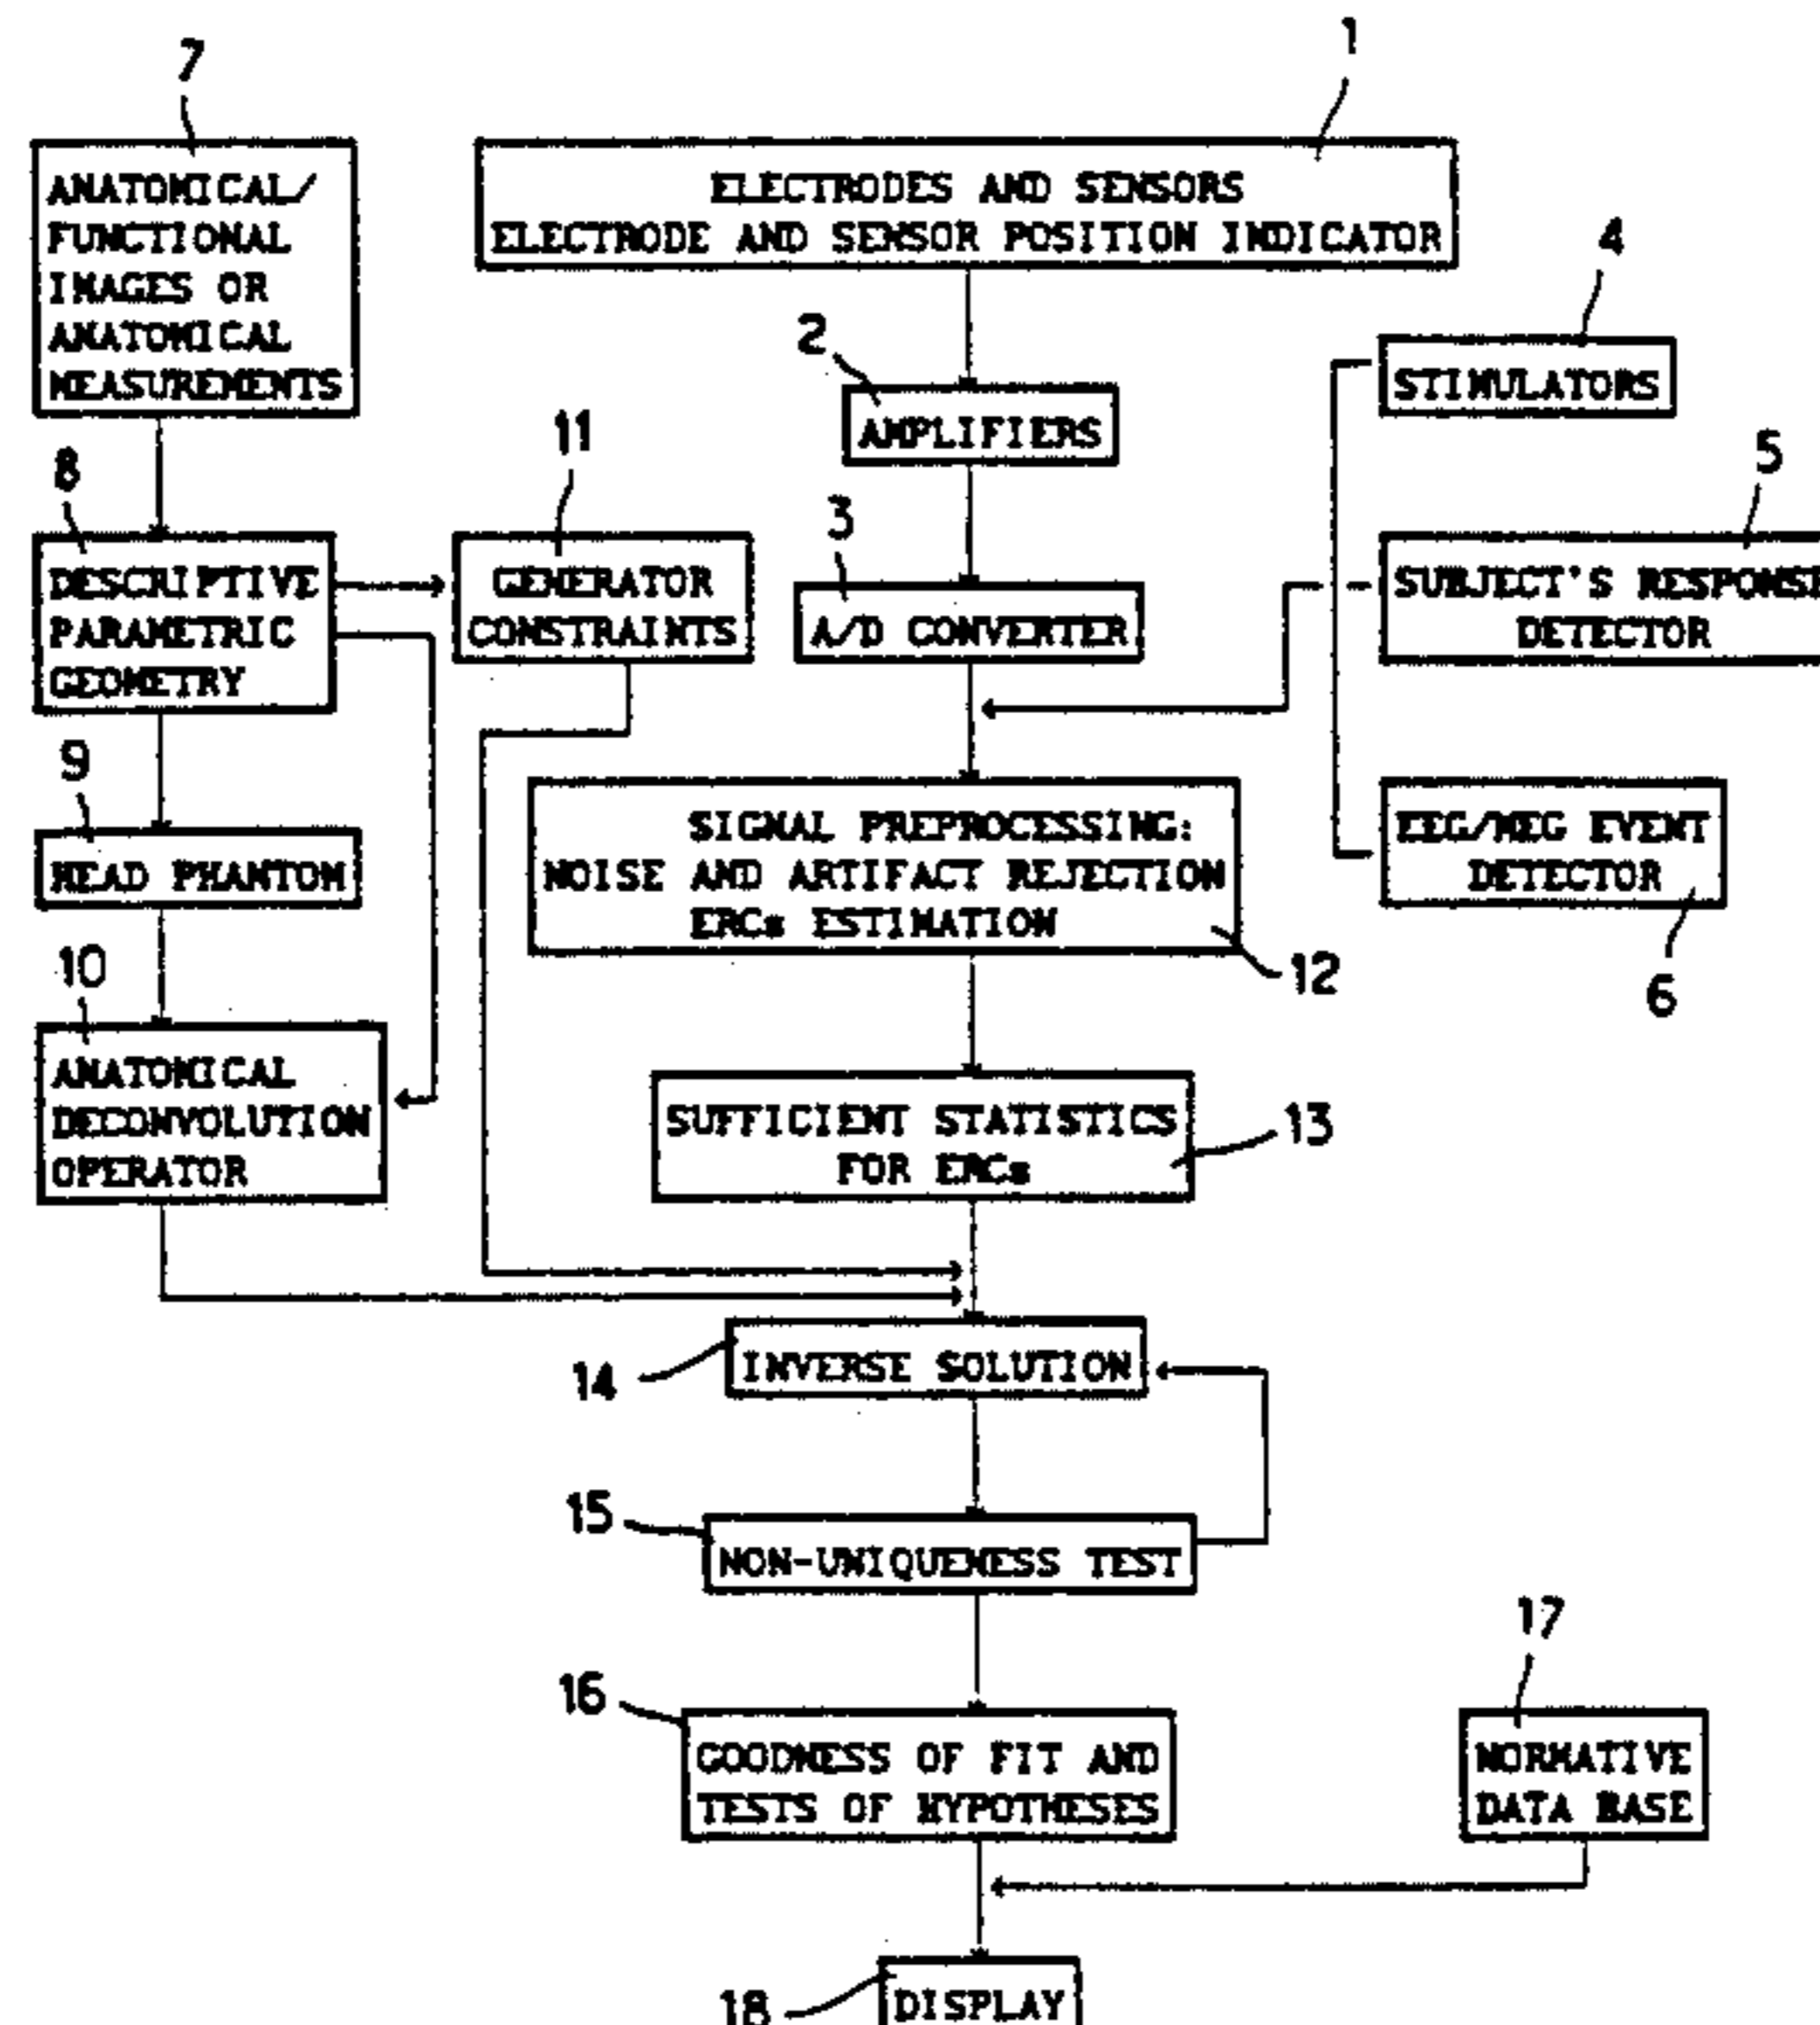 1
7
ELECTRODES AND SENSORS
ELECTRODE AND SENSOR POSITION INDICATOR
ANATOMICAL/
FUNCTIONAL
IMAGES OR
ANATOMICAL
MEASUREMENTS
4
STIMULATORS
2
AMPLIFIERS
5
SUBJECT'S RESPONSE
DETECTOR
8
DESCRIPTIVE
PARAMETRIC
GEOMETRY
11
GENERATOR
CONSTRAINTS
3
A/D CONVERTER
9
HEAD PHANTOM
SIGNAL PREPROCESSING:
NOISE AND ARTIFACT REJECTION
ERCs ESTIMATION
12
EEG/MEG EVENT
DETECTOR
6
10
ANATOMICAL
DECONVOLUTION
OPERATOR
SUFFICIENT STATISTICS
FOR ERCs
13
14
INVERSE SOLUTION
15
NON-UNIQUENESS TEST
16
GOODNESS OF FIT AND
TESTS OF HYPOTHESES
17
NORMATIVE
DATA BASE
18
DISPLAY